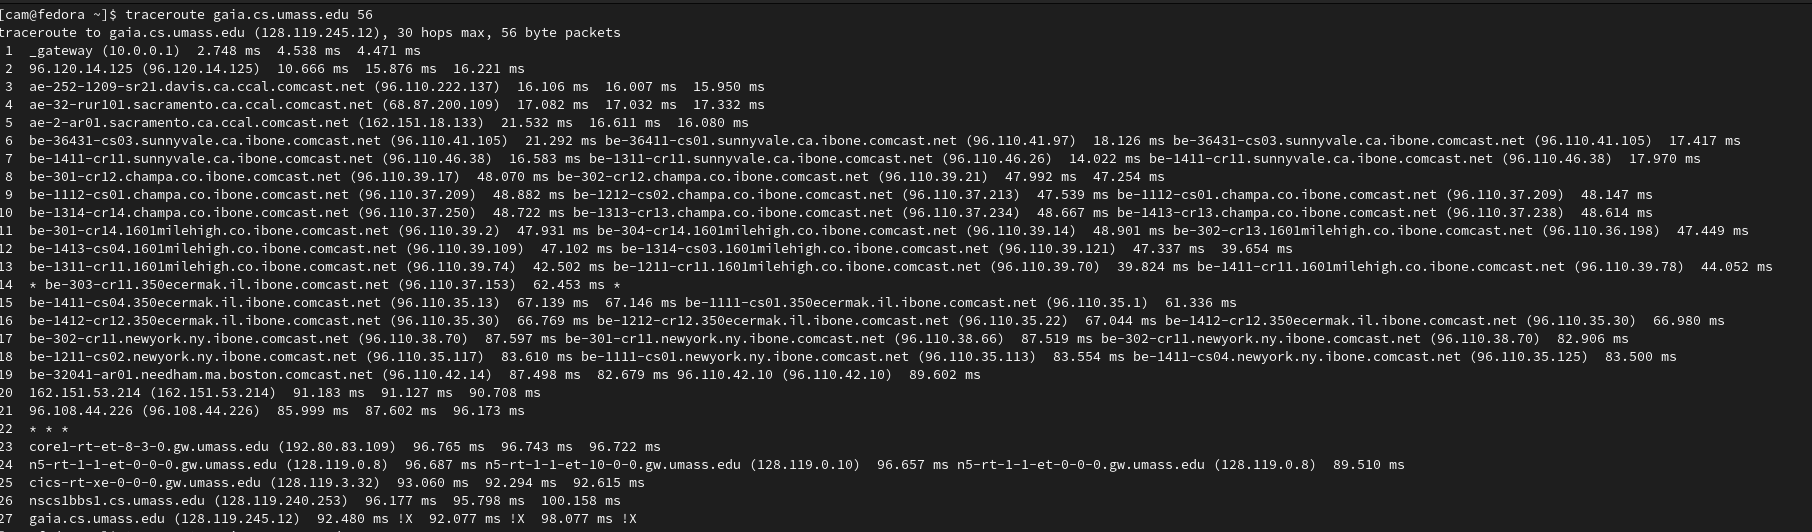 [cam@fedora ~]$ traceroute gaia.cs.umass.edu 56
traceroute to gaia.cs.umass.edu (128.119.245.12), 30 hops max, 56 byte packets
1 _gateway (10.0.0.1) 2.748 ms 4.538 ms 4.471 ms
2 96.120.14.125 (96.120.14.125) 10.666 ms 15.876 ms 16.221 ms
3 ae-252-1209-sr21.davis.ca.ccal.comcast.net (96.110.222.137) 16.106 ms 16.007 ms 15.950 ms
4 ae-32-rur101.sacramento.ca.ccal.comcast.net (68.87.200.109) 17.082 ms 17.032 ms 17.332 ms
5 ae-2-ar01.sacramento.ca.ccal.comcast.net (162.151.18.133) 21.532 ms 16.611 ms 16.080 ms
6 be-36431-cs03.sunnyvale.ca.ibone.comcast.net (96.110.41.105) 21.292 ms be-36411-cs01.sunnyvale.ca.ibone.comcast.net (96.110.41.97) 18.126 ms be-36431-cs03.sunnyvale.ca.ibone.comcast.net (96.110.41.105) 17.417 ms
7 be-1411-cr11.sunnyvale.ca.ibone.comcast.net (96.110.46.38) 16.583 ms be-1311-cr11.sunnyvale.ca.ibone.comcast.net (96.110.46.26) 14.022 ms be-1411-cr11.sunnyvale.ca.ibone.comcast.net (96.110.46.38) 17.970 ms
8 be-301-cr12.champa.co.ibone.comcast.net (96.110.39.17) 48.070 ms be-302-cr12.champa.co.ibone.comcast.net (96.110.39.21) 47.992 ms 47.254 ms
9 be-1112-cs01.champa.co.ibone.comcast.net (96.110.37.209) 48.882 ms be-1212-cs02.champa.co.ibone.comcast.net (96.110.37.213) 47.539 ms be-1112-cs01.champa.co.ibone.comcast.net (96.110.37.209) 48.147 ms
10 be-1314-cr14.champa.co.ibone.comcast.net (96.110.37.250) 48.722 ms be-1313-cr13.champa.co.ibone.comcast.net (96.110.37.234) 48.667 ms be-1413-cr13.champa.co.ibone.comcast.net (96.110.37.238) 48.614 ms
11 be-301-cr14.1601milehigh.co.ibone.comcast.net (96.110.39.2) 47.931 ms be-304-cr14.1601milehigh.co.ibone.comcast.net (96.110.39.14) 48.901 ms be-302-cr13.1601milehigh.co.ibone.comcast.net (96.110.36.198) 47.449 ms
12 be-1413-cs04.1601milehigh.co.ibone.comcast.net (96.110.39.109) 47.102 ms be-1314-cs03.1601milehigh.co.ibone.comcast.net (96.110.39.121) 47.337 ms 39.654 ms
13 be-1311-cr11.1601milehigh.co.ibone.comcast.net (96.110.39.74) 42.502 ms be-1211-cr11.1601milehigh.co.ibone.comcast.net (96.110.39.70) 39.824 ms be-1411-cr11.1601milehigh.co.ibone.comcast.net (96.110.39.78) 44.052 ms
14 * be-303-cr11.350ecermak.il.ibone.comcast.net (96.110.37.153) 62.453 ms *
15 be-1411-cs04.350ecermak.il.ibone.comcast.net (96.110.35.13) 67.139 ms 67.146 ms be-1111-cs01.350ecermak.il.ibone.comcast.net (96.110.35.1) 61.336 ms
16 be-1412-cr12.350ecermak.il.ibone.comcast.net (96.110.35.30) 66.769 ms be-1212-cr12.350ecermak.il.ibone.comcast.net (96.110.35.22) 67.044 ms be-1412-cr12.350ecermak.il.ibone.comcast.net (96.110.35.30) 66.980 ms
17 be-302-cr11.newyork.ny.ibone.comcast.net (96.110.38.70) 87.597 ms be-301-cr11.newyork.ny.ibone.comcast.net (96.110.38.66) 87.519 ms be-302-cr11.newyork.ny.ibone.comcast.net (96.110.38.70) 82.906 ms
18 be-1211-cs02.newyork.ny.ibone.comcast.net (96.110.35.117) 83.610 ms be-1111-cs01.newyork.ny.ibone.comcast.net (96.110.35.113) 83.554 ms be-1411-cs04.newyork.ny.ibone.comcast.net (96.110.35.125) 83.500 ms
19 be-32041-ar01.needham.ma.boston.comcast.net (96.110.42.14) 87.498 ms 82.679 ms 96.110.42.10 (96.110.42.10) 89.602 ms
20 162.151.53.214 (162.151.53.214) 91.183 ms 91.127 ms 90.708 ms
21 96.108.44.226 (96.108.44.226) 85.999 ms 87.602 ms 96.173 ms
22 * * *
23 core1-rt-et-8-3-0.gw.umass.edu (192.80.83.109) 96.765 ms 96.743 ms 96.722 ms
24 n5-rt-1-1-et-0-0-0.gw.umass.edu (128.119.0.8) 96.687 ms n5-rt-1-1-et-10-0-0.gw.umass.edu (128.119.0.10) 96.657 ms n5-rt-1-1-et-0-0-0.gw.umass.edu (128.119.0.8) 89.510 ms
25 cics-rt-xe-0-0-0.gw.umass.edu (128.119.3.32) 93.060 ms 92.294 ms 92.615 ms
26 nscs1bbs1.cs.umass.edu (128.119.240.253) 96.177 ms 95.798 ms 100.158 ms
27 gaia.cs.umass.edu (128.119.245.12) 92.480 ms !X 92.077 ms !X 98.077 ms !X